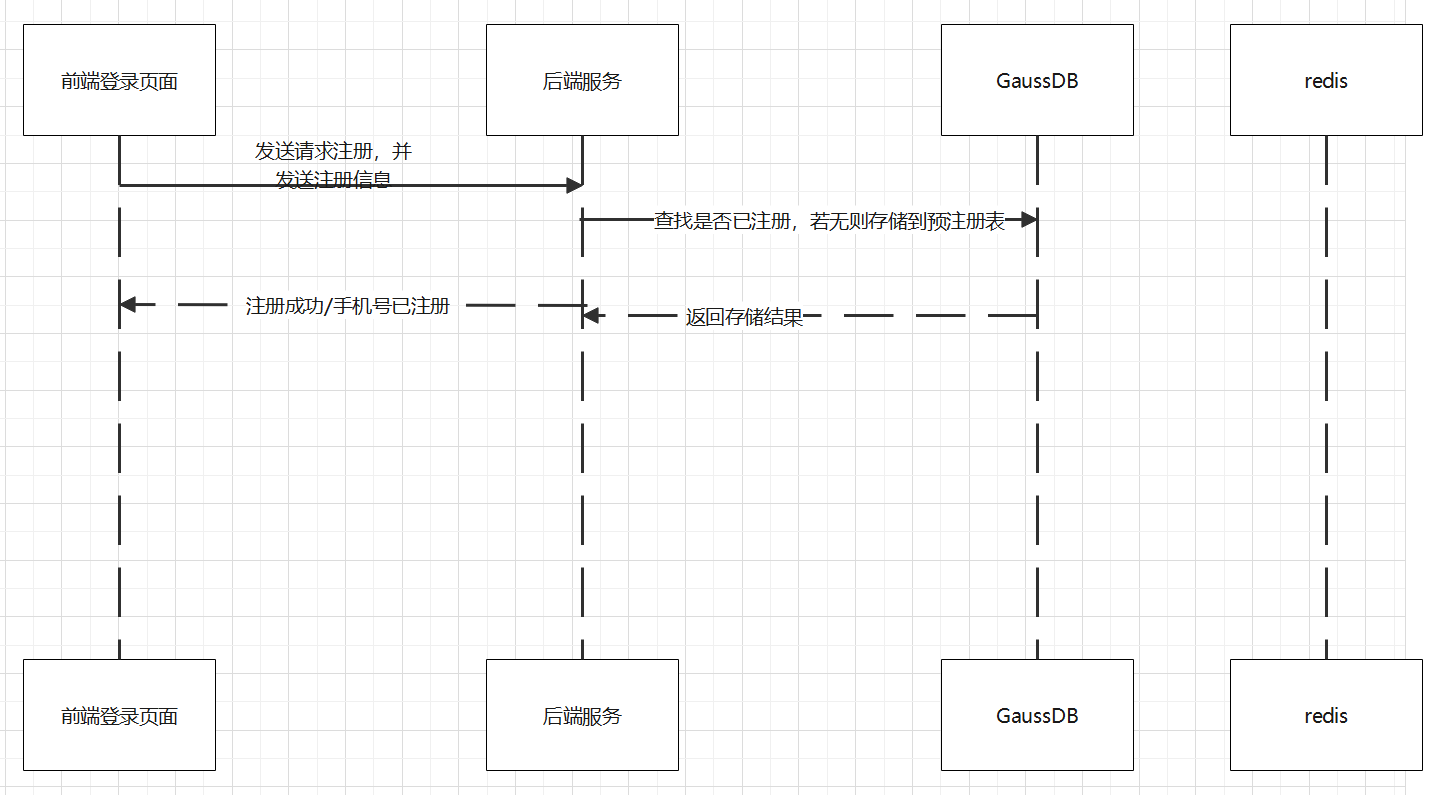 前端登录页面
后端服务
GaussDB
redis
发送请求注册，并
发送注册信息
查找是否已注册，若无则存储到预注册表
注册成功/手机号已注册
返回存储结果
前端登录页面
后端服务
GaussDB
redis